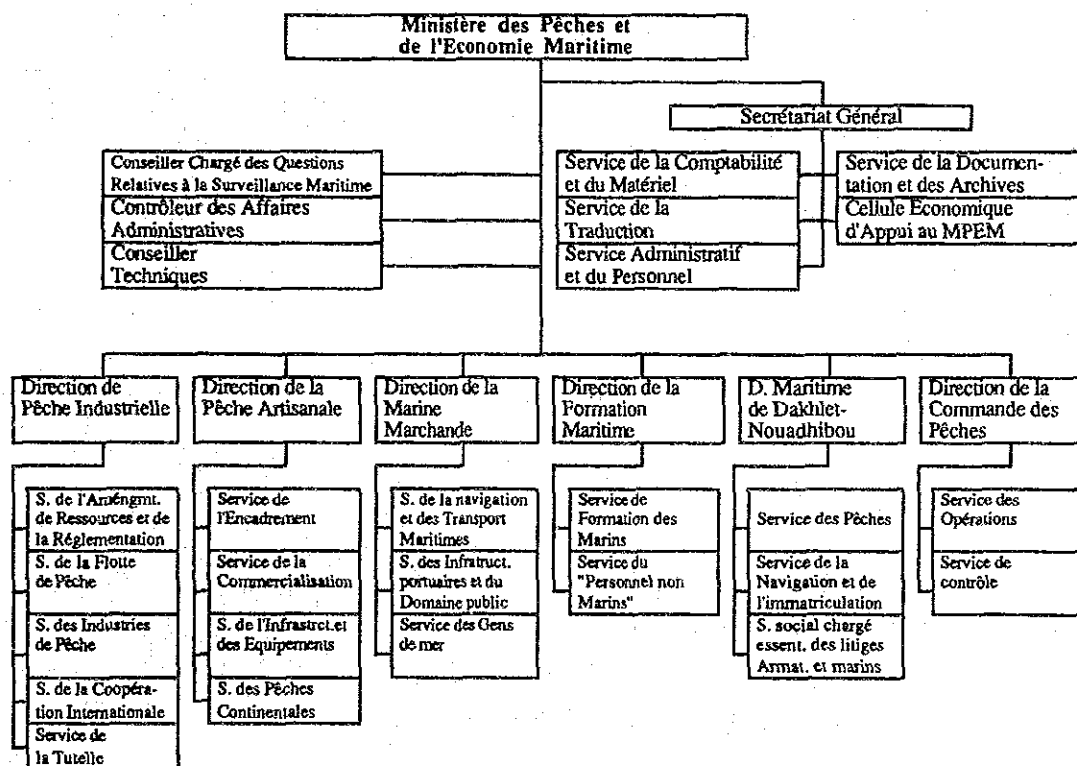 Ministère des Pêches et
de l'Economie Maritime
Secrétariat Général
Conseiller Chargé des Questions
Relatives à la Surveillance Maritime
Contrôleur des Affaires
Administratives
Conseiller
Techniques
Service de la Comptabilité
et du Matériel
Service de la
Traduction
Service Administratif
et du Personnel
Service de la Documen-
tation et des Archives
Cellule Economique
d'Appui au MPEM
Direction de
Pêche Industrielle
Direction de la
Pêche Artisanale
Direction de la
Marine
Marchande
Direction de la
Formation
Maritime
D. Maritime
de Dakhlet-
Nouadhibou
Direction de la
Commande des
Pêches
S. de l'Améngmt.
de Ressources et de
la Réglementation
S. de la Flotte
de Pêche
S. des Industries
de Pêche
S. de la Coopéra-
tion Internationale
Service de
la Tutelle
Service de
l'Encadrement
Service de la
Commercialisation
S. de l'Infrastrct.et
des Equipements
S. des Pêches
Continentales
S. de la navigation
et des Transport
Maritimes
S. des Infratruct.
portuaires et du
Domaine public
Service des Gens
de mer
Service de
Formation des
Marins
Service du
"Personnel non
Marins"
Service des Pêches
Service de la
Navigation et de
l'immatriculation
S. social chargé
essent. des litiges
Armat. et marins
Service des
Opérations
Service de
contrôle